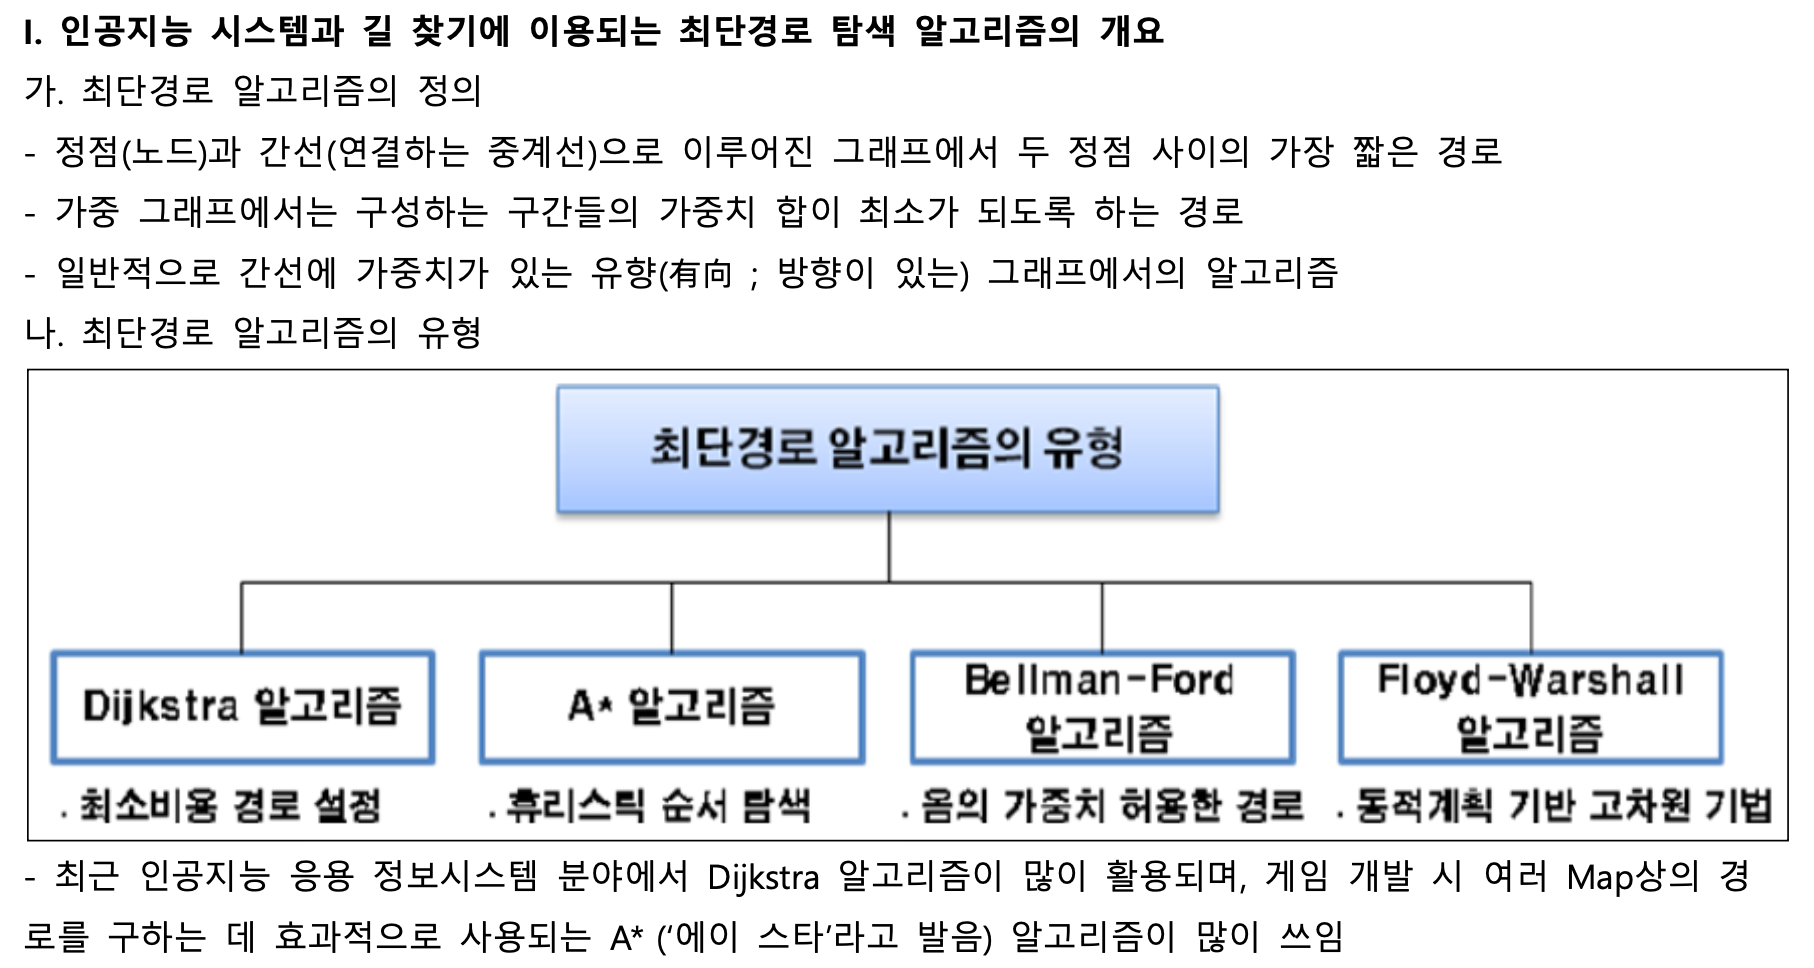 I. 인공지능 시스템과 길 찾기에 이용되는 최단경로 탐색 알고리즘의 개요
가. 최단경로 알고리즘의 정의
- 정점(노드)과 간선(연결하는 중계선)으로 이루어진 그래프에서 두 정점 사이의 가장 짧은 경로
- 가중 그래프에서는 구성하는 구간들의 가중치 합이 최소가 되도록 하는 경로
- 일반적으로 간선에 가중치가 있는 유향(有向 ; 방향이 있는) 그래프에서의 알고리즘
나. 최단경로 알고리즘의 유형
최단경로 알고리즘의 유형
Dijkstra 알고리즘
. 최소비용 경로 설정
A* 알고리즘
. 휴리스틱 순서 탐색
Bellman-Ford
알고리즘
. 옴의 가중치 허용한 경로
Floyd-Warshall
알고리즘
. 동적계획 기반 고차원 기법
- 최근 인공지능 응용 정보시스템 분야에서 Dijkstra 알고리즘이 많이 활용되며, 게임 개발 시 여러 Map상의 경
로를 구하는 데 효과적으로 사용되는 A* (‘에이 스타’라고 발음) 알고리즘이 많이 쓰임